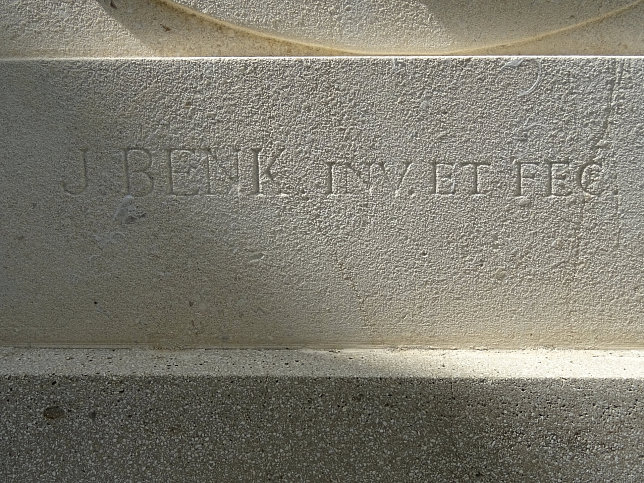 J. BENK. INV. ET FEC.